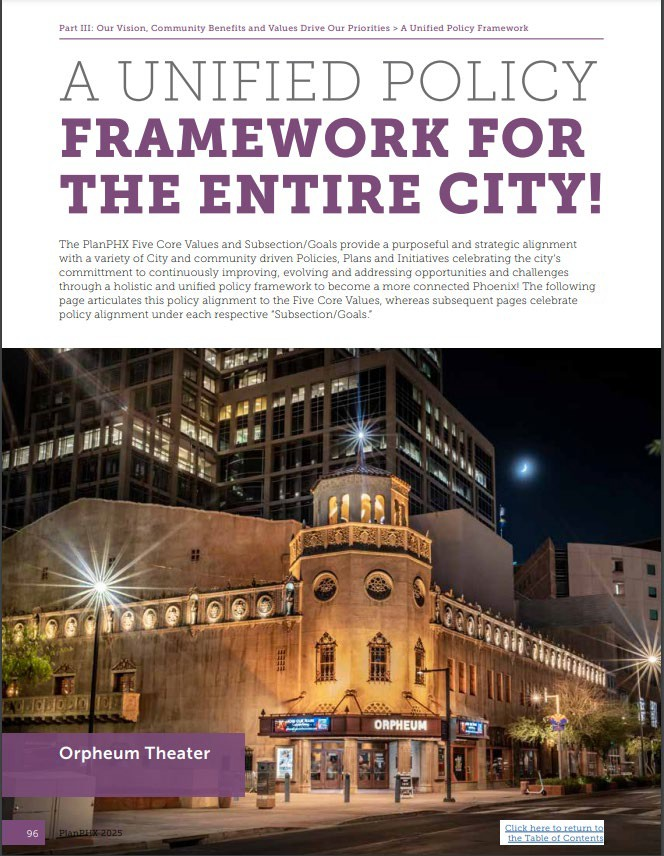 Part III: Our Vision, Community Benefits and Values Drive Our Priorities > A Unified Policy Framework
A UNIFIED POLICY
FRAMEWORK FOR
THE ENTIRE CITY!
The PlanPHX Five Core Values and Subsection/Goals provide a purposeful and strategic alignment
with a variety of City and community driven Policies, Plans and Initiatives celebrating the city's
committment to continuously improving, evolving and addressing opportunities and challenges
through a holistic and unified policy framework to become a more connected Phoenix! The following
page articulates this policy alignment to the Five Core Values, whereas subsequent pages celebrate
policy alignment under each respective “Subsection/Goals.”
ORPHEUM
Orpheum Theater
96
PlanPHX 2025
Click here to return to
the Table of Contents